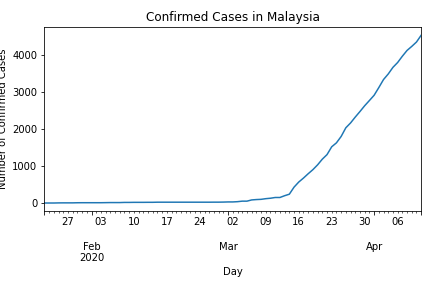 Confirmed Cases in Malaysia
Number of Confirmed Cases
4000
3000
2000
1000
0
27 03 10 17 24 02 09 16 23 30 06
Feb Mar Apr
2020
Day